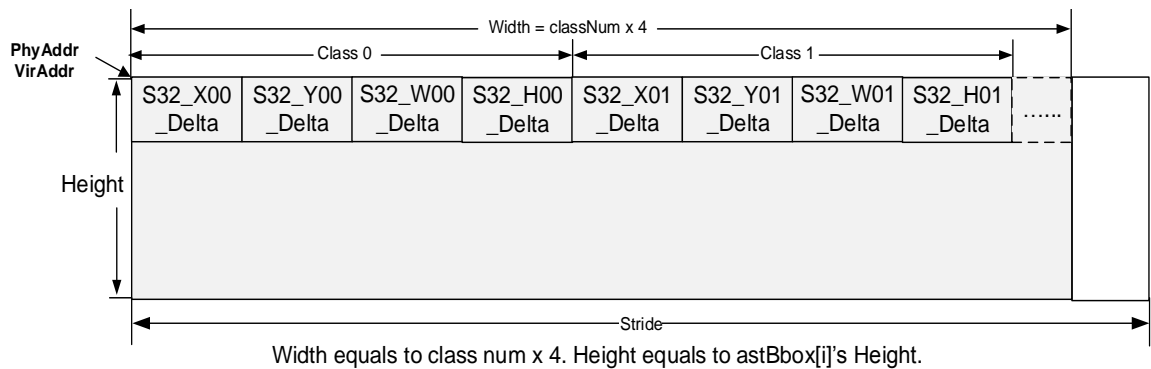 Width = classNum x 4
PhyAddr
VirAddr
Class 0
Class 1
S32_X00
_Delta
S32_Y00
_Delta
S32_W00
_Delta
S32_H00
_Delta
S32_X01
_Delta
S32_Y01
_Delta
S32_W01
_Delta
S32_H01
_Delta
......
Height
Stride
Width equals to class num x 4. Height equals to astBbox[i]'s Height.